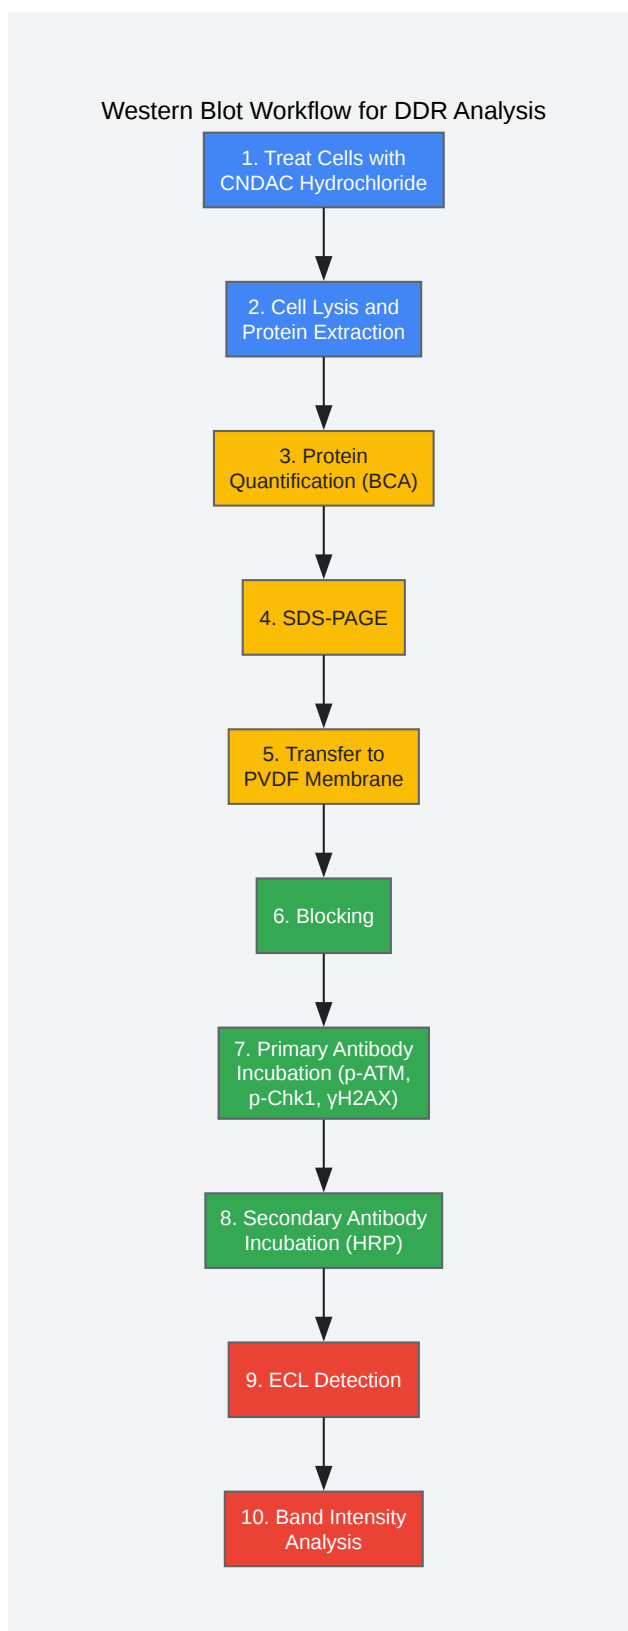 Western Blot Workflow for DDR Analysis
1. Treat Cells with
CNDAC Hydrochloride
2. Cell Lysis and
Protein Extraction
3. Protein
Quantification (BCA)
4. SDS-PAGE
5. Transfer to
PVDF Membrane
6. Blocking
7. Primary Antibody
Incubation (p-ATM,
p-Chk1, γH2AX)
8. Secondary Antibody
Incubation (HRP)
9. ECL Detection
10. Band Intensity
Analysis